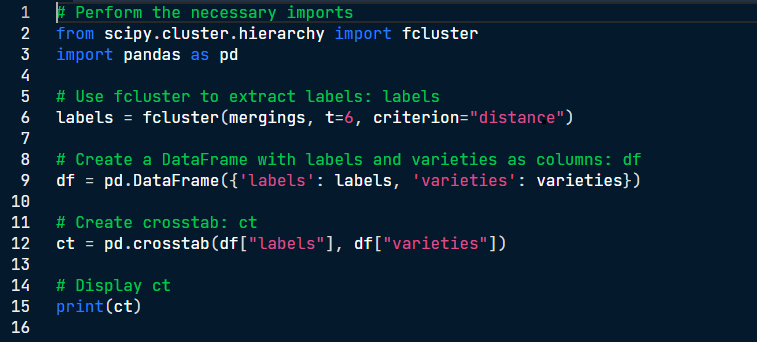 1 # Perform the necessary imports
2 from scipy.cluster.hierarchy import fcluster
3 import pandas as pd
4
5 # Use fcluster to extract labels: labels
6 labels = fcluster(mergings, t=6, criterion="distance")
7
8 # Create a DataFrame with labels and varieties as columns: df
9 df = pd.DataFrame({'labels': labels, 'varieties': varieties})
10
11 # Create crosstab: ct
12 ct = pd.crosstab(df["labels"], df["varieties"])
13
14 # Display ct
15 print(ct)
16